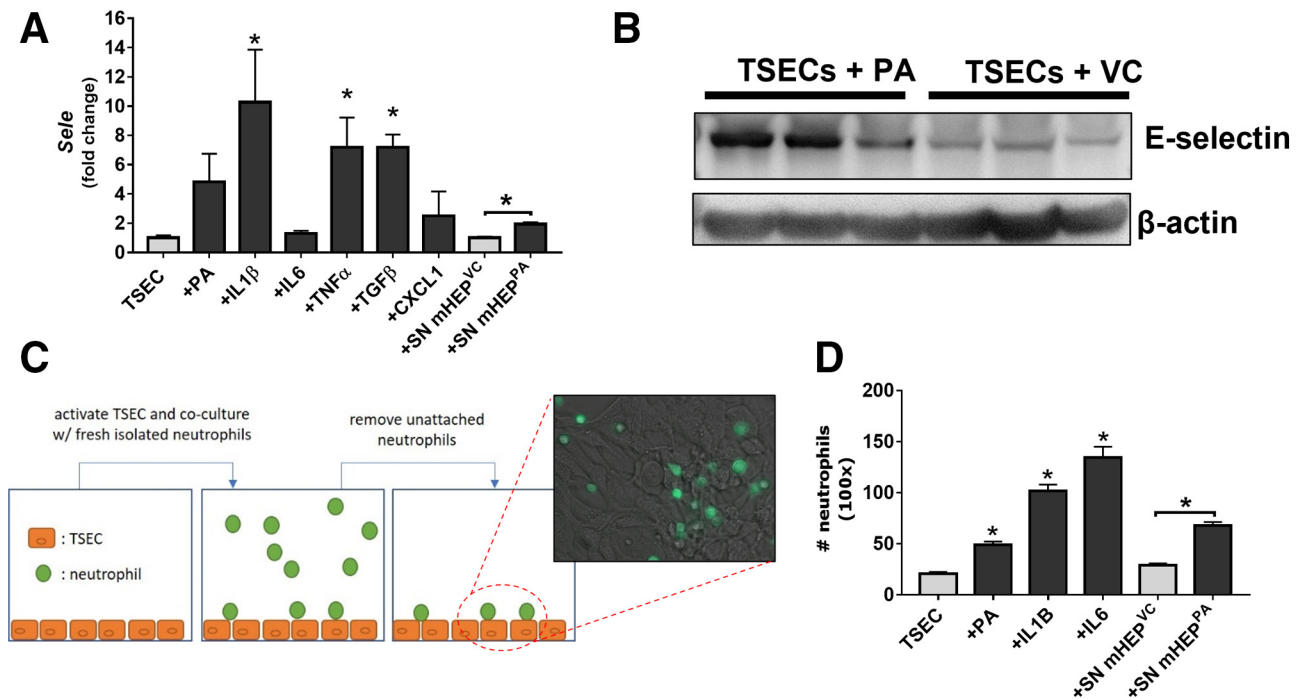 A
Sele
(fold change)
16
14
12
10
8
6
4
2
0
*
*
*
*
TSEC
+PA
+IL1β
+IL6
+TNFα
+TGFβ
+CXCL1
+SN mHEP^VC
+SN mHEP^PA
B
TSECs + PA
TSECs + VC
E-selectin
β-actin
C
activate TSEC and co-culture
w/ fresh isolated neutrophils
remove unattached
neutrophils
: TSEC
: neutrophil
D
# neutrophils
(100x)
200
150
100
50
0
*
*
*
*
TSEC
+PA
+IL1B
+IL6
+SN mHEP^VC
+SN mHEP^PA